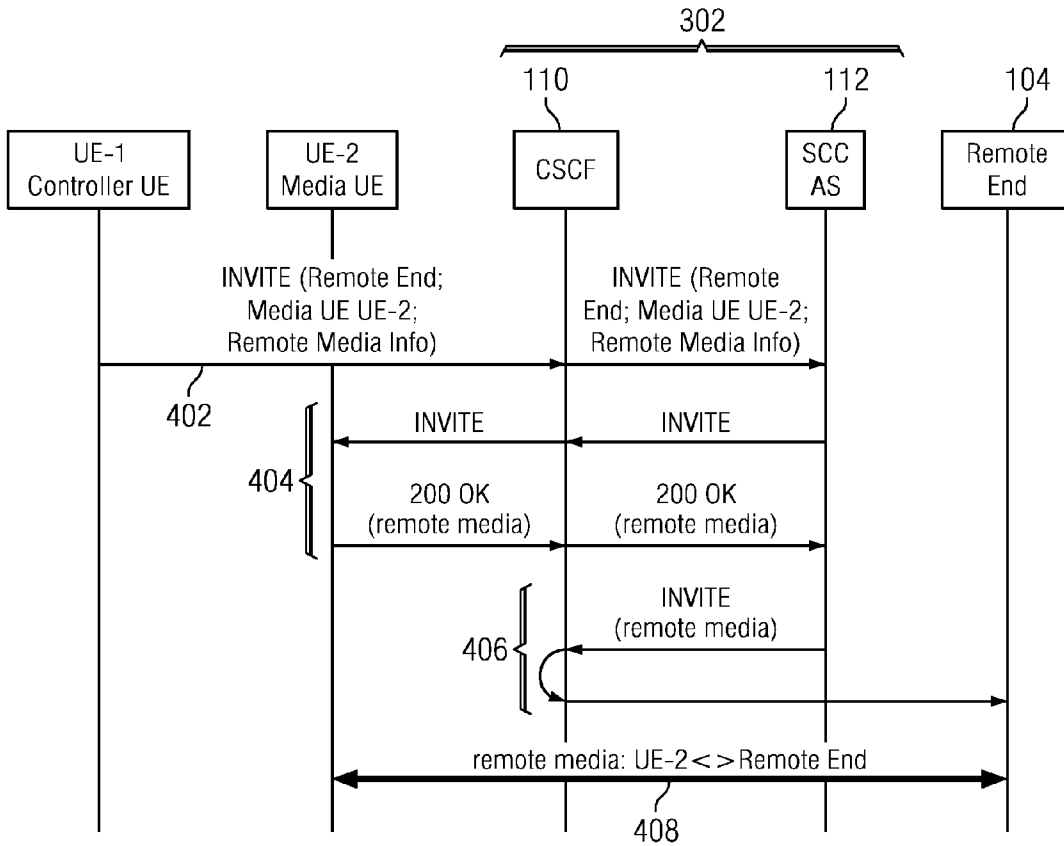 302
110
112
104
UE-1
Controller UE
UE-2
Media UE
CSCF
SCC
AS
Remote
End
INVITE (Remote End;
Media UE UE-2;
Remote Media Info)
INVITE (Remote
End; Media UE UE-2;
Remote Media Info)
402
INVITE
INVITE
404
200 OK
(remote media)
200 OK
(remote media)
INVITE
(remote media)
406
remote media: UE-2<>Remote End
408